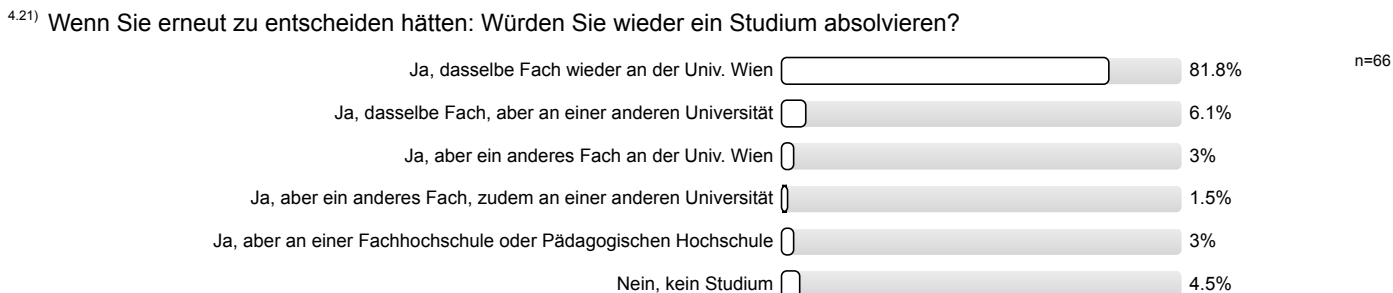 4.21) Wenn Sie erneut zu entscheiden hätten: Würden Sie wieder ein Studium absolvieren?
Ja, dasselbe Fach wieder an der Univ. Wien 81.8% n=66
Ja, dasselbe Fach, aber an einer anderen Universität 6.1%
Ja, aber ein anderes Fach an der Univ. Wien 3%
Ja, aber ein anderes Fach, zudem an einer anderen Universität 1.5%
Ja, aber an einer Fachhochschule oder Pädagogischen Hochschule 3%
Nein, kein Studium 4.5%